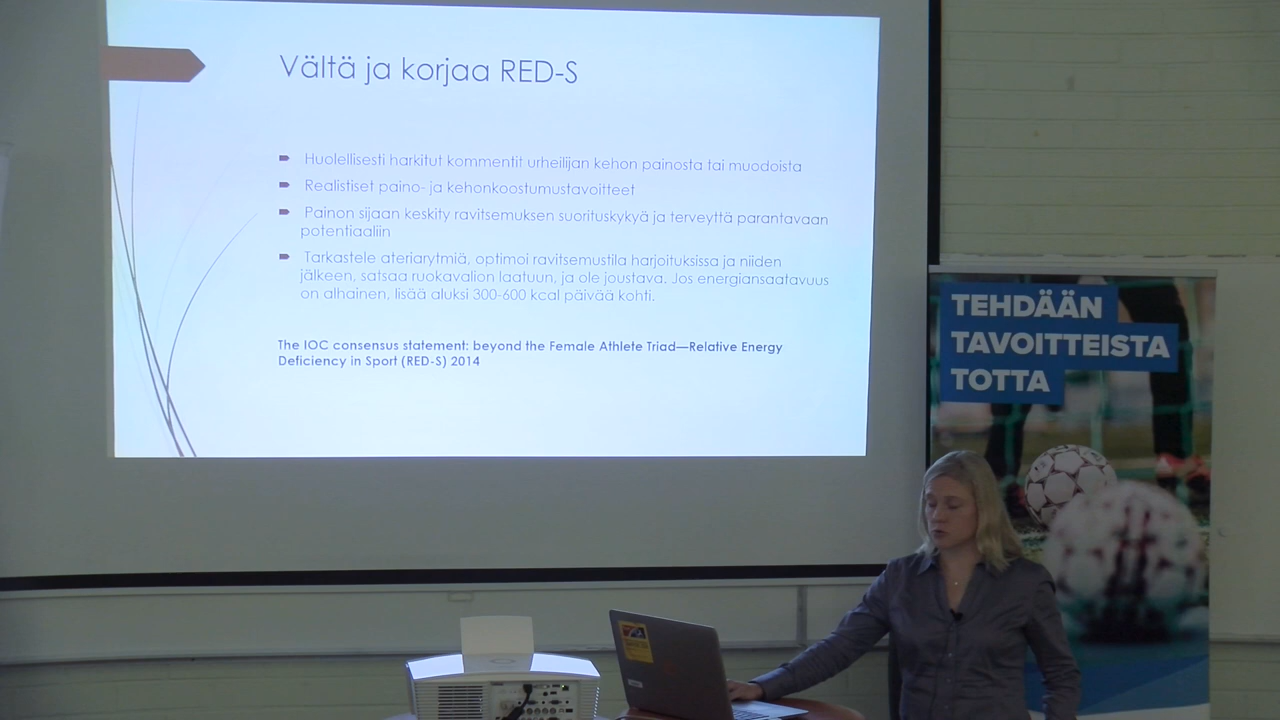 Vältä ja korjaa RED-S
Huolellisesti harkitut kommentit urheilijan kehon painosta tai muodoista
Realistiset paino- ja kehonkoostumustavoitteet
Painon sijaan keskity ravitsemuksen suorituskykyä ja terveyttä parantavaan
potentiaaliin
Tarkastele ateriarytmiä, optimoi ravitsemustila harjoituksissa ja niiden
jälkeen, satsaa ruokavalion laatuun, ja ole joustava. Jos energiansaatavuus
on alhainen, lisää aluksi 300-600 kcal päivää kohti.
The IOC consensus statement: beyond the Female Athlete Triad—Relative Energy
Deficiency in Sport (RED-S) 2014
TEHDÄÄN
TAVOITTEISTA
TOTTA